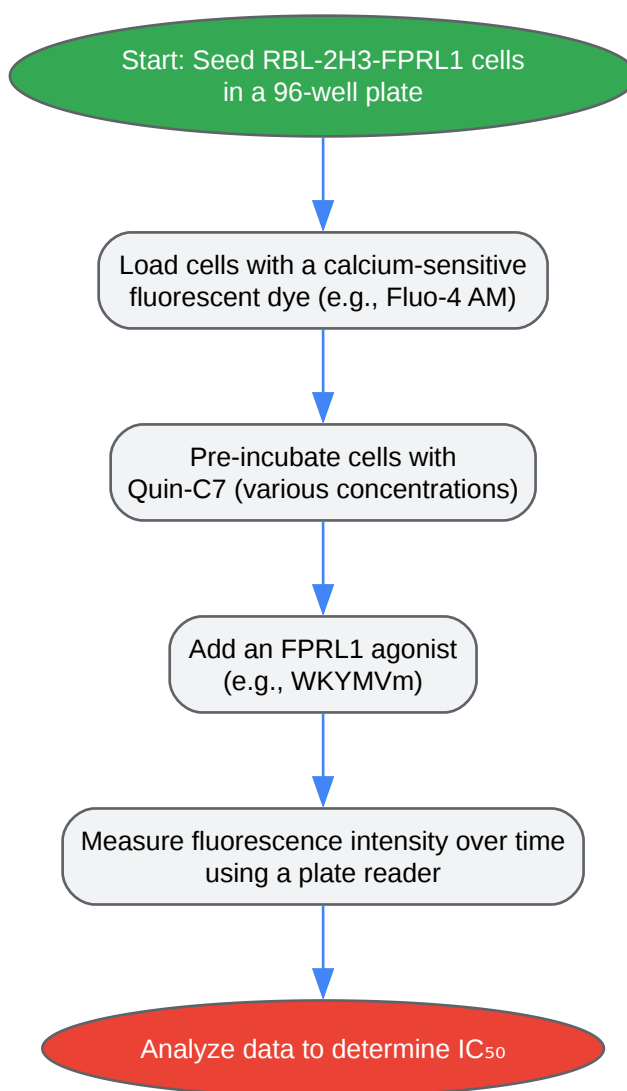 Start: Seed RBL-2H3-FPRL1 cells
in a 96-well plate
Load cells with a calcium-sensitive
fluorescent dye (e.g., Fluo-4 AM)
Pre-incubate cells with
Quin-C7 (various concentrations)
Add an FPRL1 agonist
(e.g., WKYMVm)
Measure fluorescence intensity over time
using a plate reader
Analyze data to determine IC₅₀